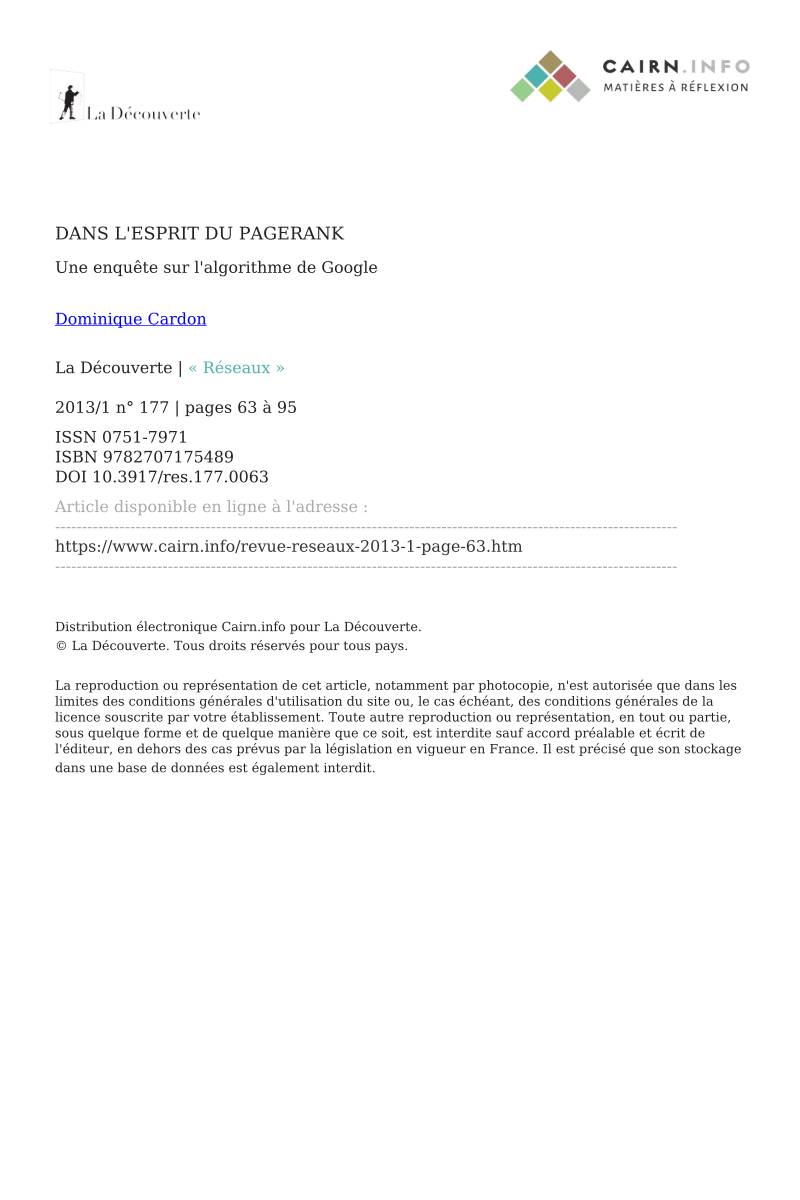 La Découverte
CAIRN.INFO
MATIÈRES À RÉFLEXION
DANS L'ESPRIT DU PAGERANK
Une enquête sur l'algorithme de Google
Dominique Cardon
La Découverte | « Réseaux »
2013/1 n° 177 | pages 63 à 95
ISSN 0751-7971
ISBN 9782707175489
DOI 10.3917/res.177.0063
Article disponible en ligne à l'adresse :
--------------------------------------------------------------------------------------------------------------------
https://www.cairn.info/revue-reseaux-2013-1-page-63.htm
--------------------------------------------------------------------------------------------------------------------
Distribution électronique Cairn.info pour La Découverte.
© La Découverte. Tous droits réservés pour tous pays.
La reproduction ou représentation de cet article, notamment par photocopie, n'est autorisée que dans les
limites des conditions générales d'utilisation du site ou, le cas échéant, des conditions générales de la
licence souscrite par votre établissement. Toute autre reproduction ou représentation, en tout ou partie,
sous quelque forme et de quelque manière que ce soit, est interdite sauf accord préalable et écrit de
l'éditeur, en dehors des cas prévus par la législation en vigueur en France. Il est précisé que son stockage
dans une base de données est également interdit.